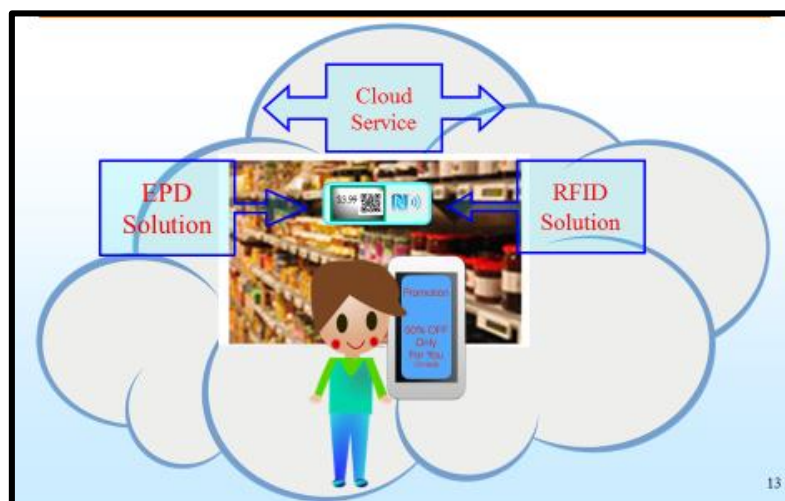 Cloud
Service
EPD
Solution
RFID
Solution
$3.99
Promotion
50% OFF
Only
For You
13